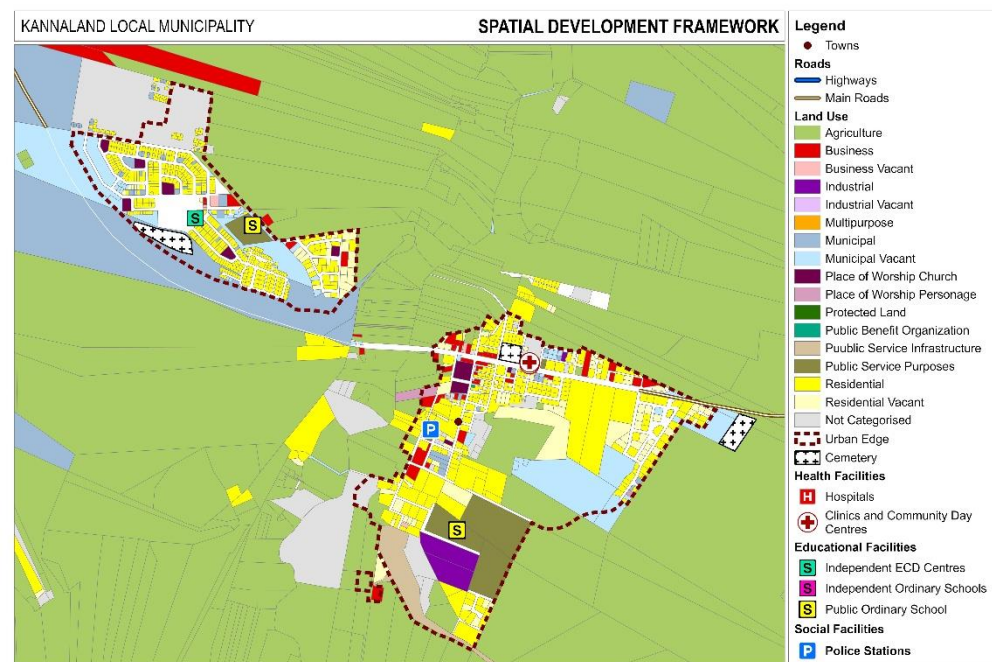 KANNALAND LOCAL MUNICIPALITY
SPATIAL DEVELOPMENT FRAMEWORK
S
S
P
S
Legend
Towns
Roads
Highways
Main Roads
Land Use
Agriculture
Business
Business Vacant
Industrial
Industrial Vacant
Multipurpose
Municipal
Municipal Vacant
Place of Worship Church
Place of Worship Personage
Protected Land
Public Benefit Organization
Puublic Service Infrastructure
Public Service Purposes
Residential
Residential Vacant
Not Categorised
Urban Edge
Cemetery
Health Facilities
H Hospitals
Clinics and Community Day
Centres
Educational Facilities
S Independent ECD Centres
S Independent Ordinary Schools
S Public Ordinary School
Social Facilities
P Police Stations